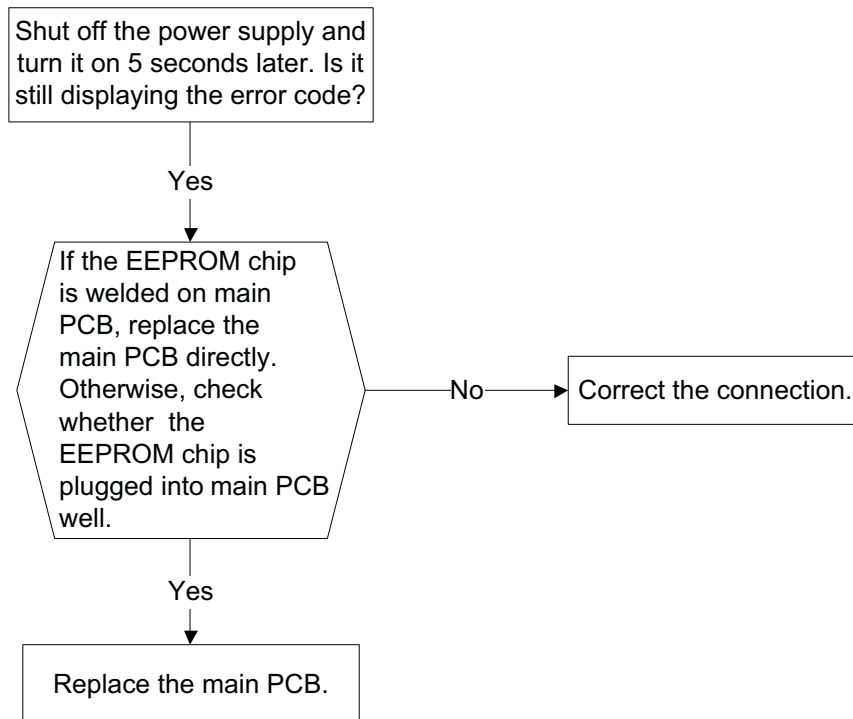 Shut off the power supply and
turn it on 5 seconds later. Is it
still displaying the error code?
Yes
If the EEPROM chip
is welded on main
PCB, replace the
main PCB directly.
Otherwise, check
whether  the
EEPROM chip is
plugged into main PCB
well.
No
Correct the connection.
Yes
Replace the main PCB.